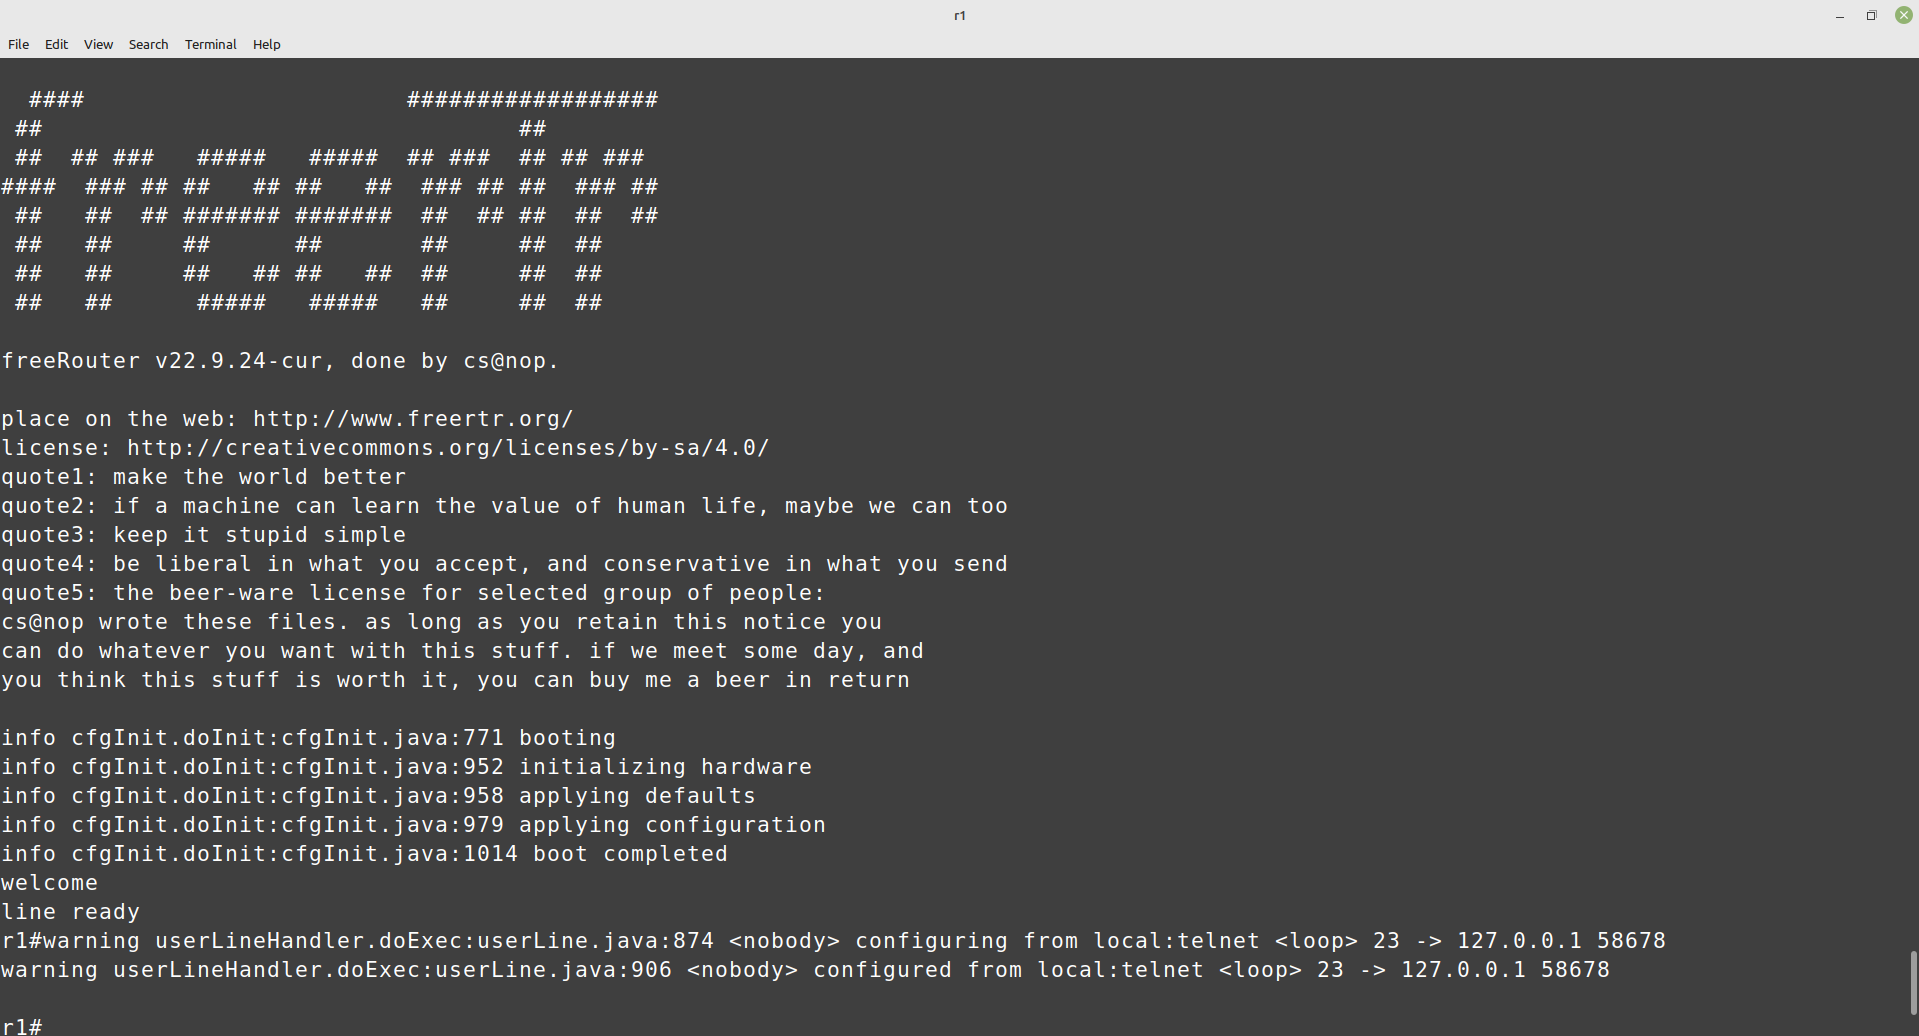 r1
File Edit View Search Terminal Help
  ####                       ##################
 ##                                  ##
 ##  ## ###   #####   #####  ## ###  ## ## ###
####  ### ## ##   ## ##   ##  ### ## ##  ### ##
 ##   ##  ## ####### #######  ##  ## ##  ##  ##
 ##   ##     ##      ##       ##     ##  ##
 ##   ##     ##   ## ##   ##  ##     ##  ##
 ##   ##      #####   #####   ##     ##  ##
freeRouter v22.9.24-cur, done by cs@nop.
place on the web: http://www.freertr.org/
license: http://creativecommons.org/licenses/by-sa/4.0/
quote1: make the world better
quote2: if a machine can learn the value of human life, maybe we can too
quote3: keep it stupid simple
quote4: be liberal in what you accept, and conservative in what you send
quote5: the beer-ware license for selected group of people:
cs@nop wrote these files. as long as you retain this notice you
can do whatever you want with this stuff. if we meet some day, and
you think this stuff is worth it, you can buy me a beer in return
info cfgInit.doInit:cfgInit.java:771 booting
info cfgInit.doInit:cfgInit.java:952 initializing hardware
info cfgInit.doInit:cfgInit.java:958 applying defaults
info cfgInit.doInit:cfgInit.java:979 applying configuration
info cfgInit.doInit:cfgInit.java:1014 boot completed
welcome
line ready
r1#warning userLineHandler.doExec:userLine.java:874 <nobody> configuring from local:telnet <loop> 23 -> 127.0.0.1 58678
warning userLineHandler.doExec:userLine.java:906 <nobody> configured from local:telnet <loop> 23 -> 127.0.0.1 58678
r1#